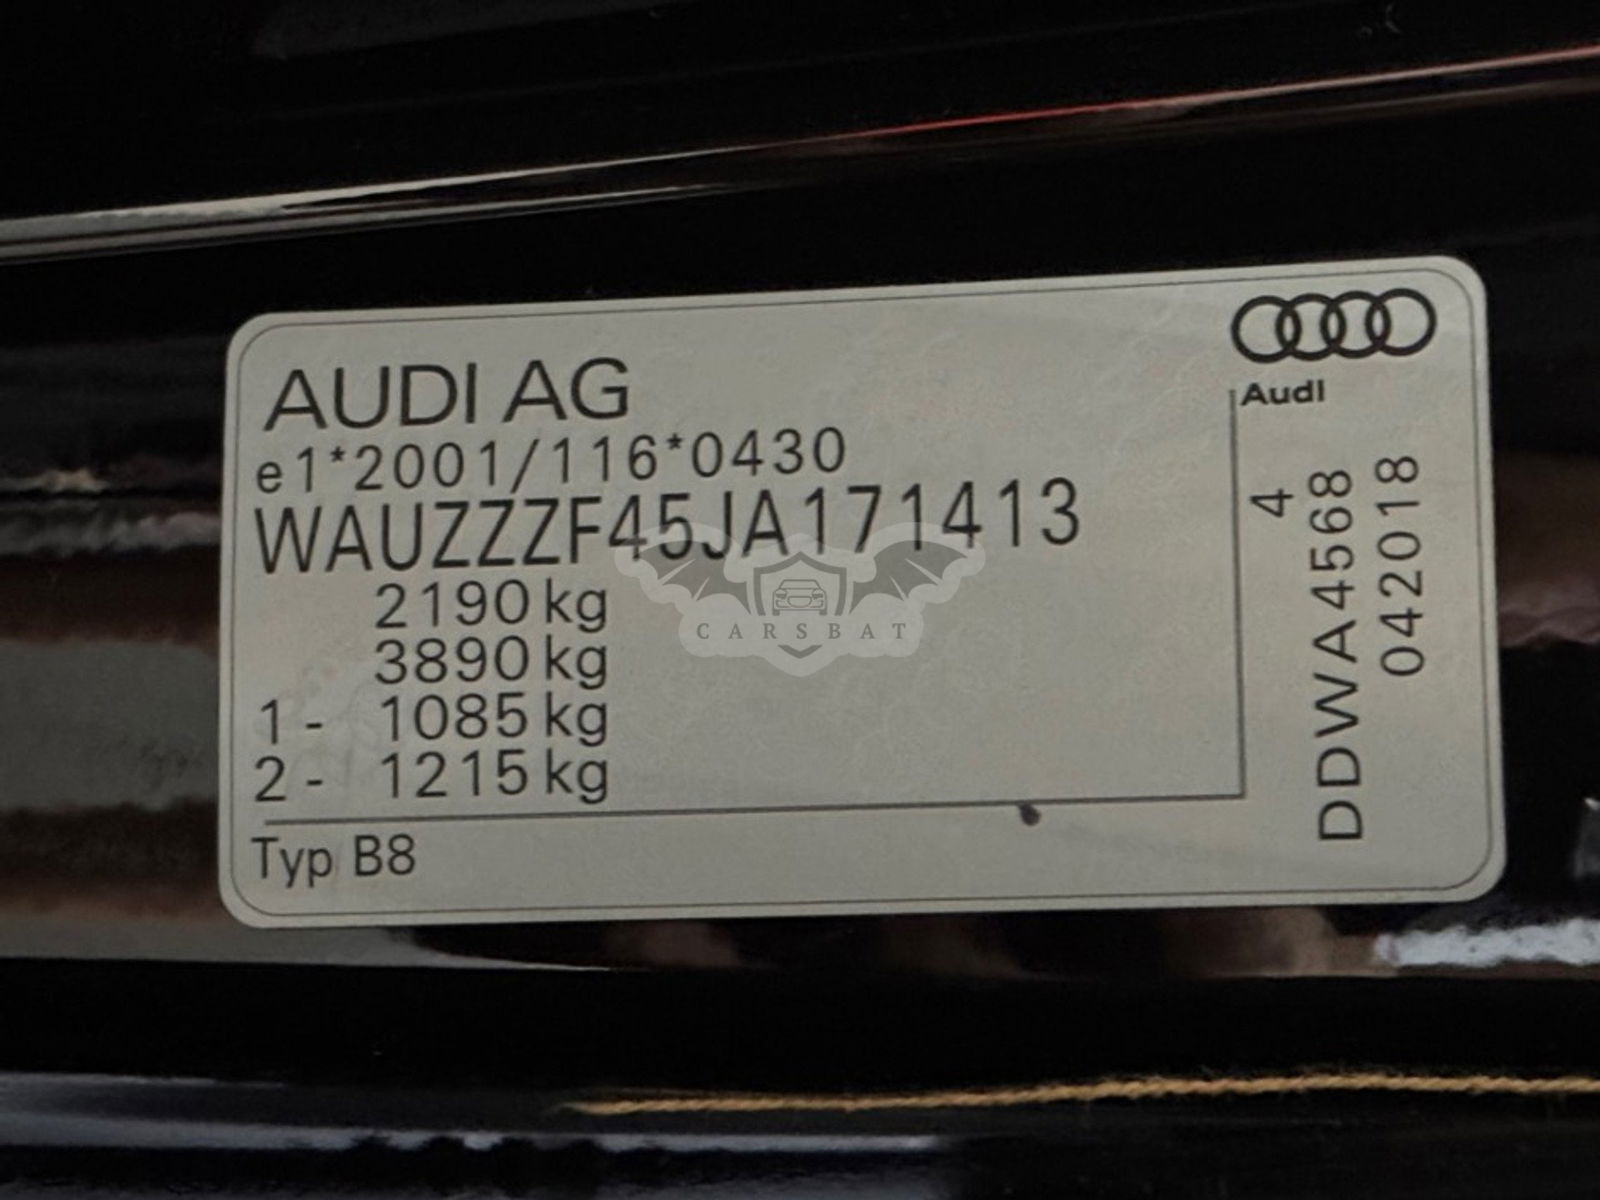 AUDI AG
e1*2001/116*0430
WAUZZZF45JA171413
2190 kg
3890 kg
1 - 1085 kg
2 - 1215 kg
Typ B8
Audi
4
DDWA4568
042018
CARSBAT